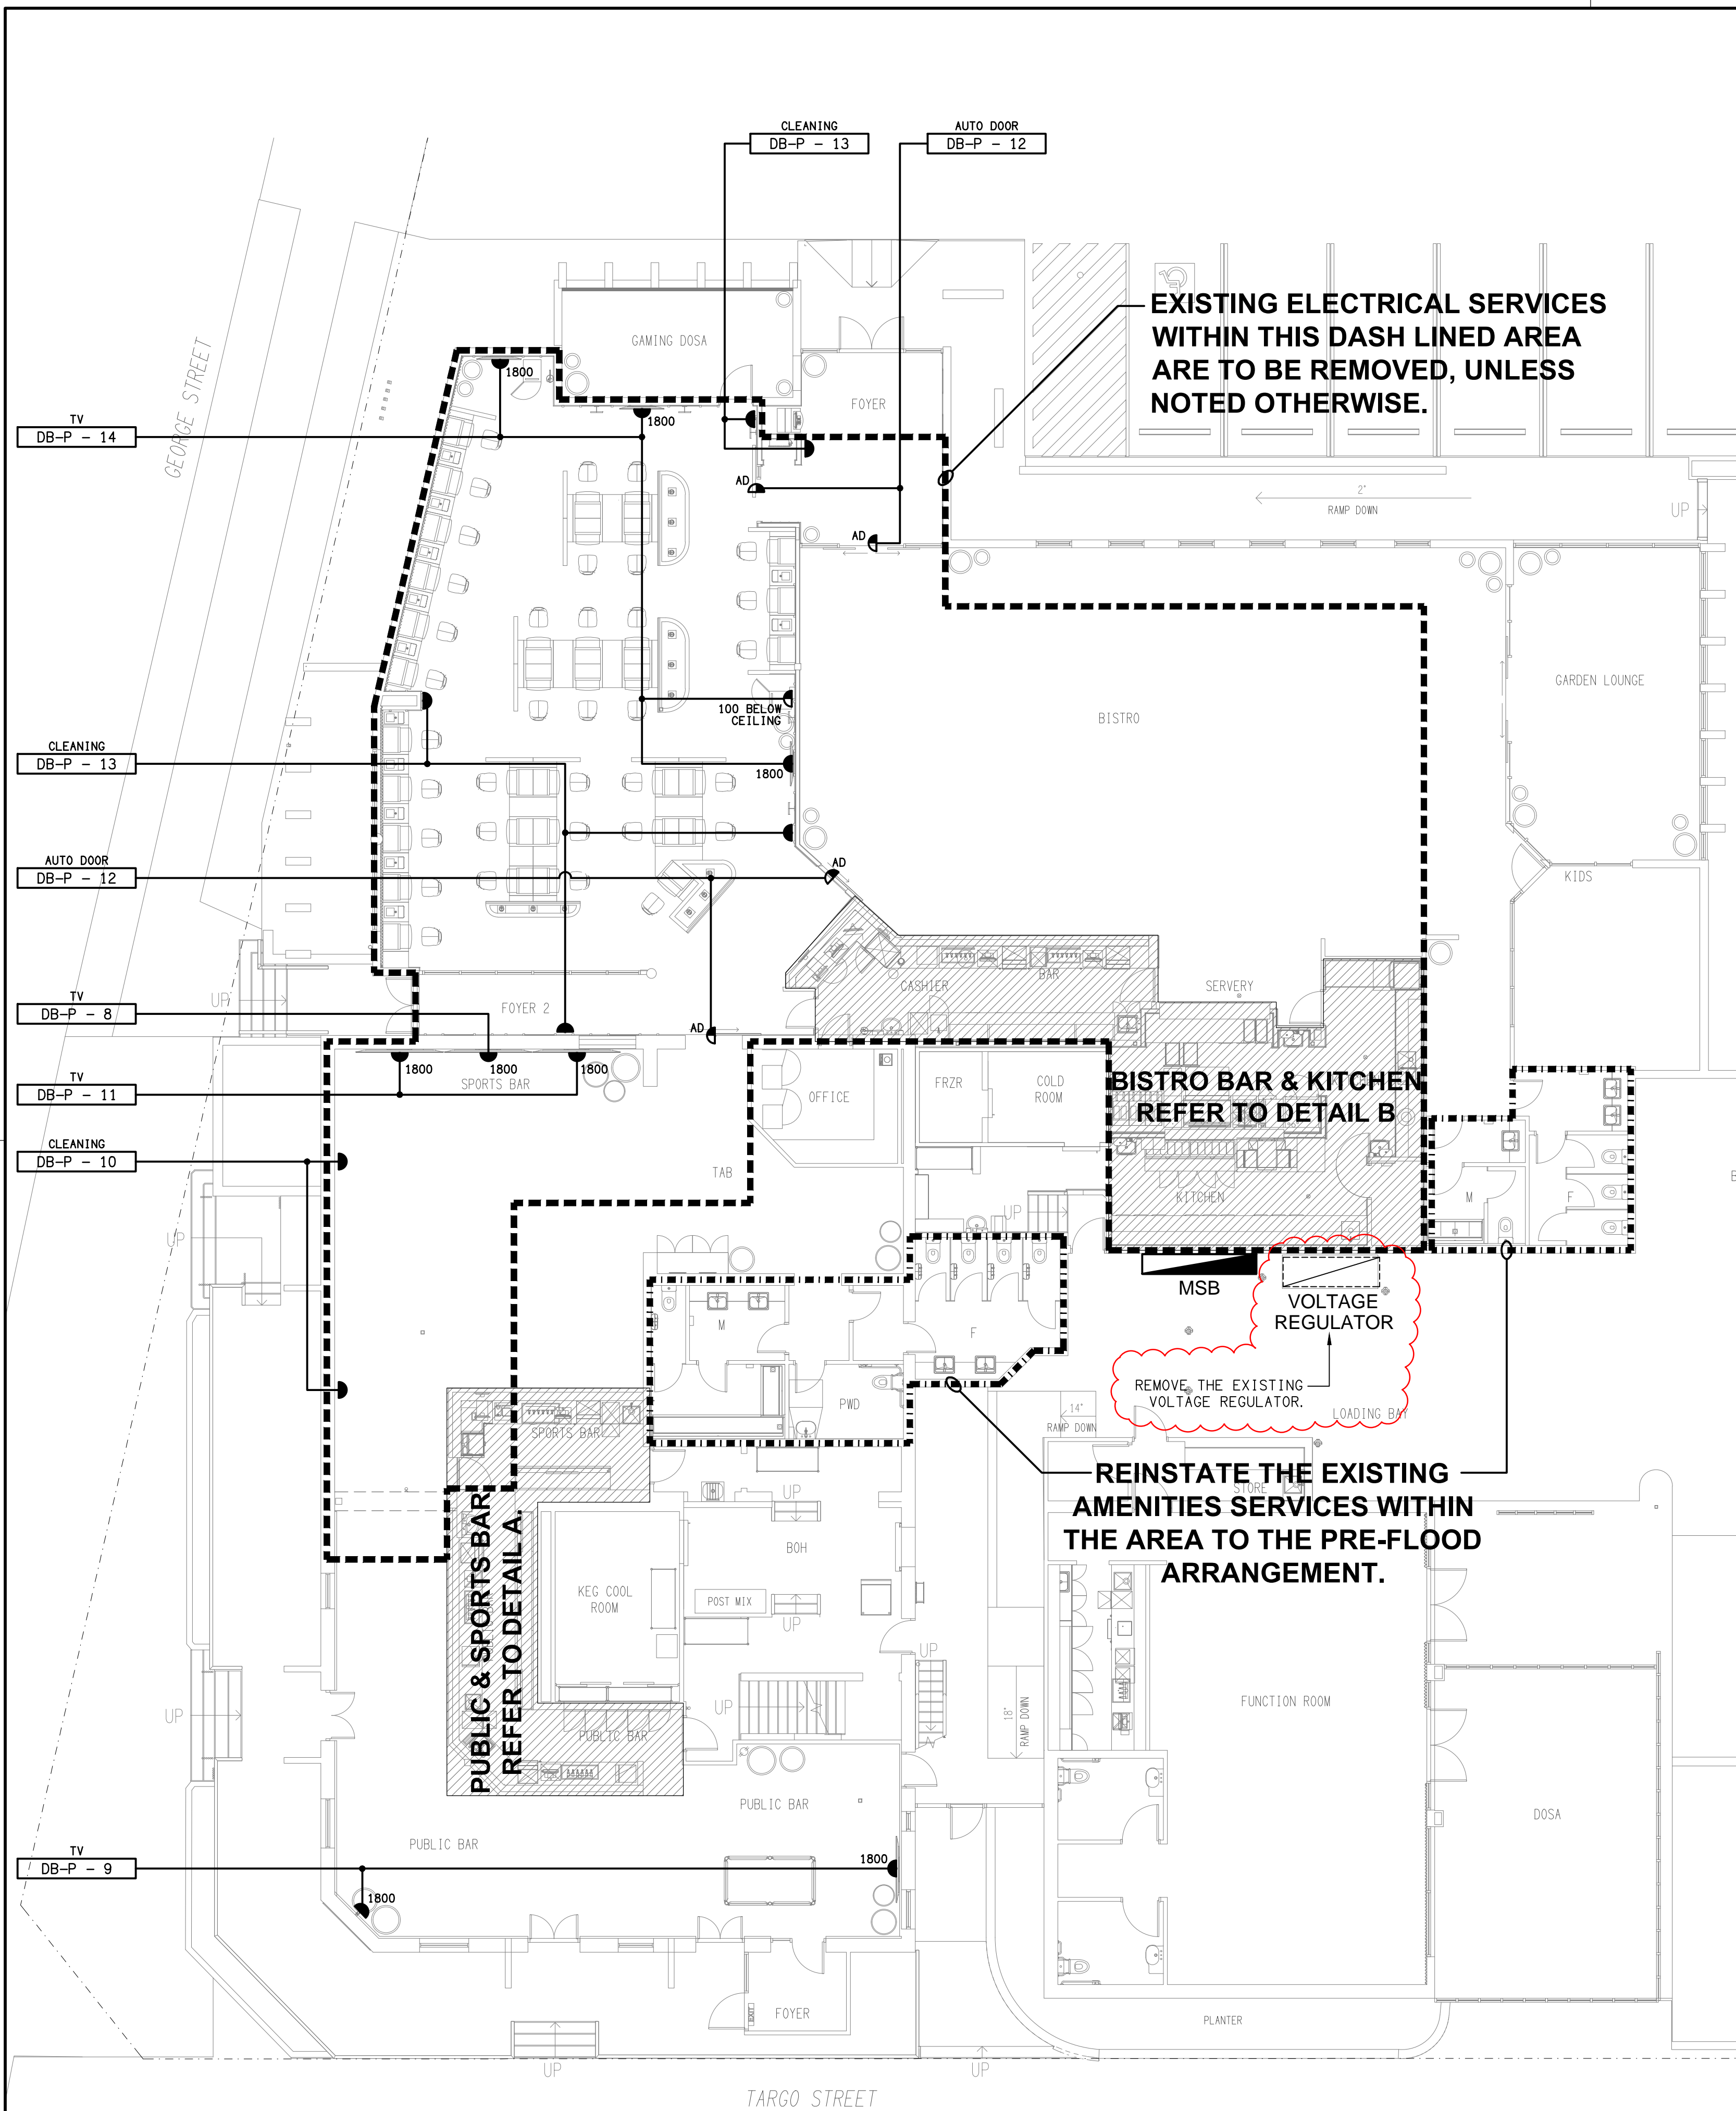 CLEANING
DB-P - 13
AUTO DOOR
DB-P - 12
EXISTING ELECTRICAL SERVICES
WITHIN THIS DASH LINED AREA
ARE TO BE REMOVED, UNLESS
NOTED OTHERWISE.
GEORGE STREET
GAMING DOSA
1800
FOYER
TV
DB-P - 14
1800
AD
2°
RAMP DOWN
UP
AD
GARDEN LOUNGE
100 BELOW
CEILING
BISTRO
CLEANING
DB-P - 13
1800
AUTO DOOR
DB-P - 12
AD
KIDS
CASHIER
BAR
SERVERY
TV
DB-P - 8
UP
FOYER 2
AD
TV
DB-P - 11
1800
1800
1800
SPORTS BAR
OFFICE
FRZR
COLD
ROOM
BISTRO BAR & KITCHEN
REFER TO DETAIL B
CLEANING
DB-P - 10
TAB
KITCHEN
M
F
UP
UP
MSB
VOLTAGE
REGULATOR
M
F
REMOVE THE EXISTING
VOLTAGE REGULATOR.
LOADING BAY
PWD
14°
RAMP DOWN
SPORTS BAR
REINSTATE THE EXISTING
AMENITIES SERVICES WITHIN
THE AREA TO THE PRE-FLOOD
ARRANGEMENT.
STORE
UP
BOH
KEG COOL
ROOM
POST MIX
UP
PUBLIC & SPORTS BAR
REFER TO DETAIL A.
UP
UP
UP
18°
RAMP DOWN
FUNCTION ROOM
PUBLIC BAR
PUBLIC BAR
DOSA
PUBLIC BAR
TV
DB-P - 9
1800
1800
EXIT
FOYER
PLANTER
UP
UP
TARGO STREET